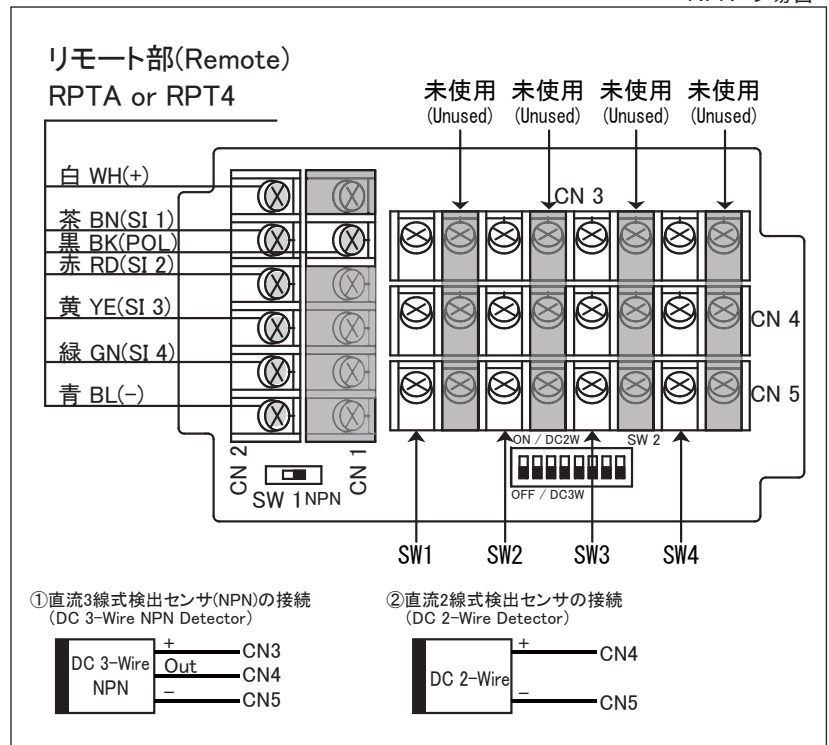 リモート部(Remote)
RPTA or RPT4
未使用 未使用 未使用 未使用
(Unused) (Unused) (Unused) (Unused)
白 WH(+)
茶 BN(SI 1)
黒 BK(POL)
赤 RD(SI 2)
黄 YE(SI 3)
緑 GN(SI 4)
青 BL(-)
CN 3
CN 4
CN 5
CN 2
CN 1
SW 1 NPN
ON / DC2W
SW 2
OFF / DC3W
SW1 SW2 SW3 SW4
①直流3線式検出センサ(NPN)の接続
(DC 3-Wire NPN Detector)
DC 3-Wire
NPN
+
CN3
Out
CN4
-
CN5
②直流2線式検出センサの接続
(DC 2-Wire Detector)
DC 2-Wire
+
CN4
-
CN5